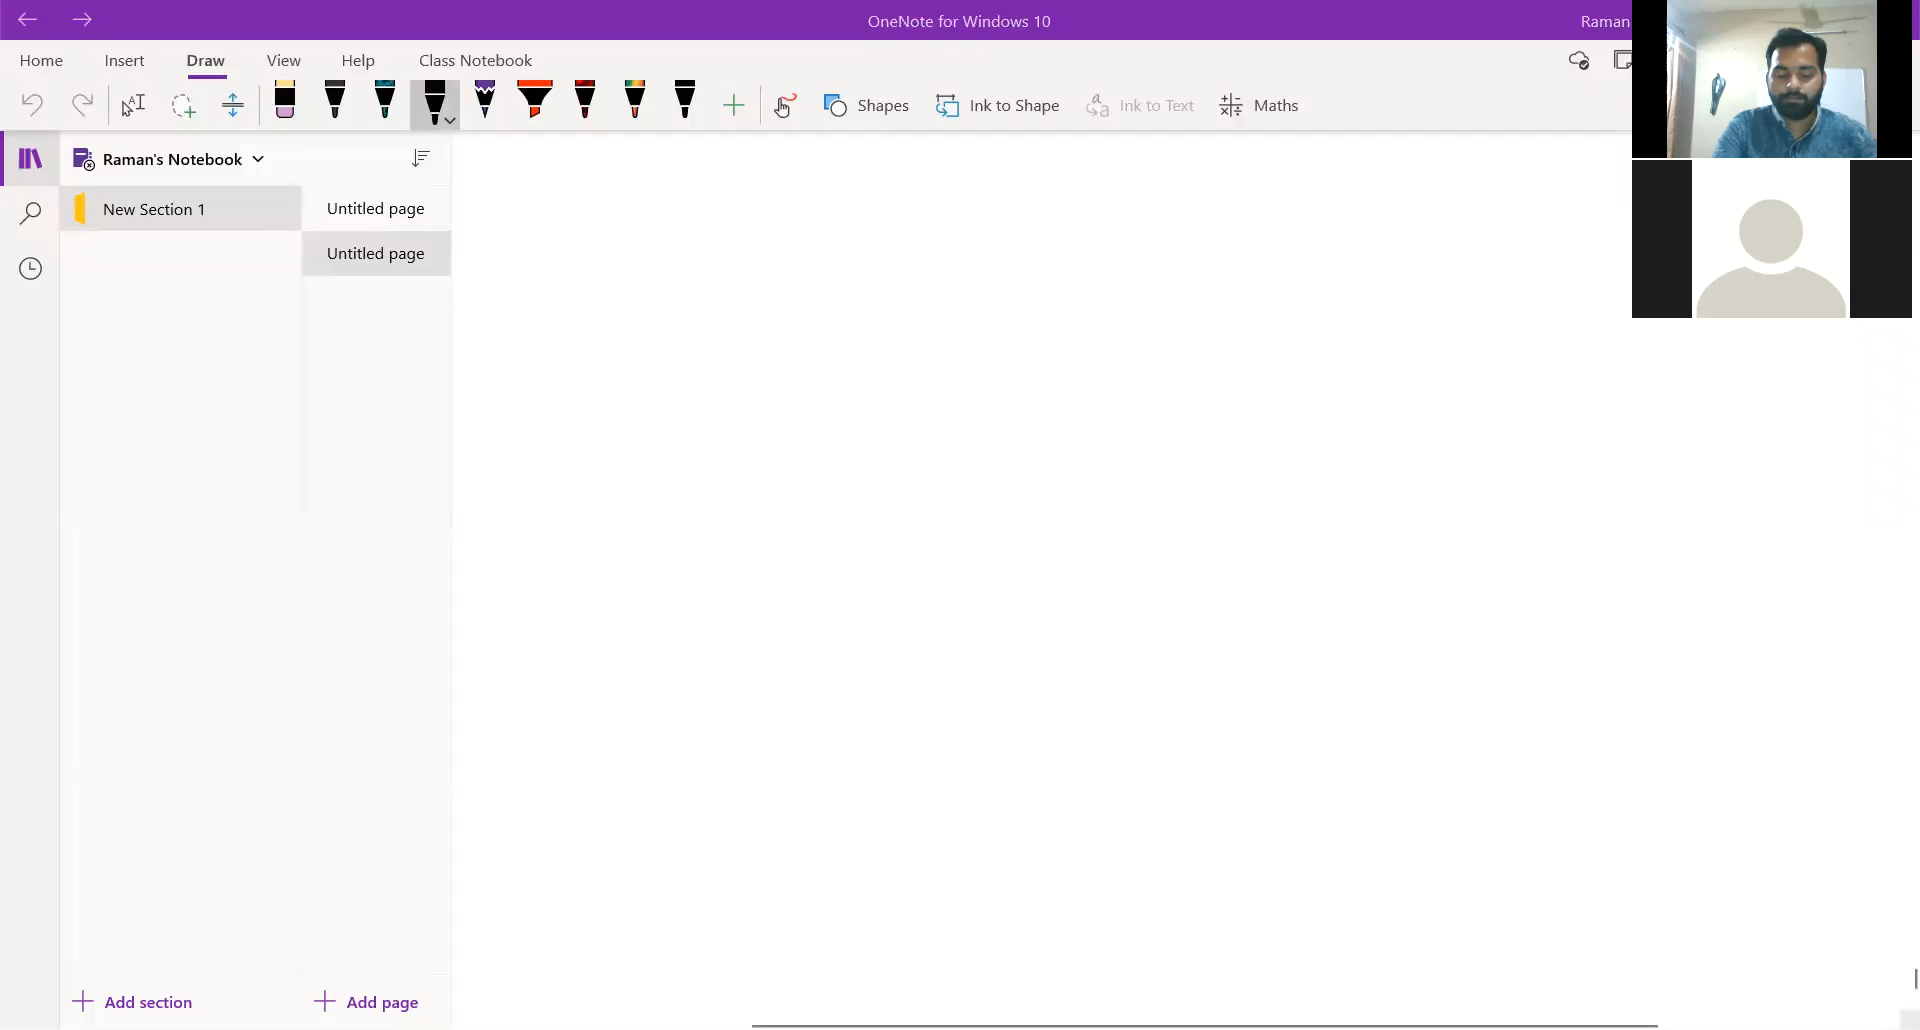 OneNote for Windows 10
Raman
Home Insert Draw View Help Class Notebook
Shapes Ink to Shape Ink to Text Maths
Raman's Notebook
New Section 1
Untitled page
Untitled page
Add section
Add page